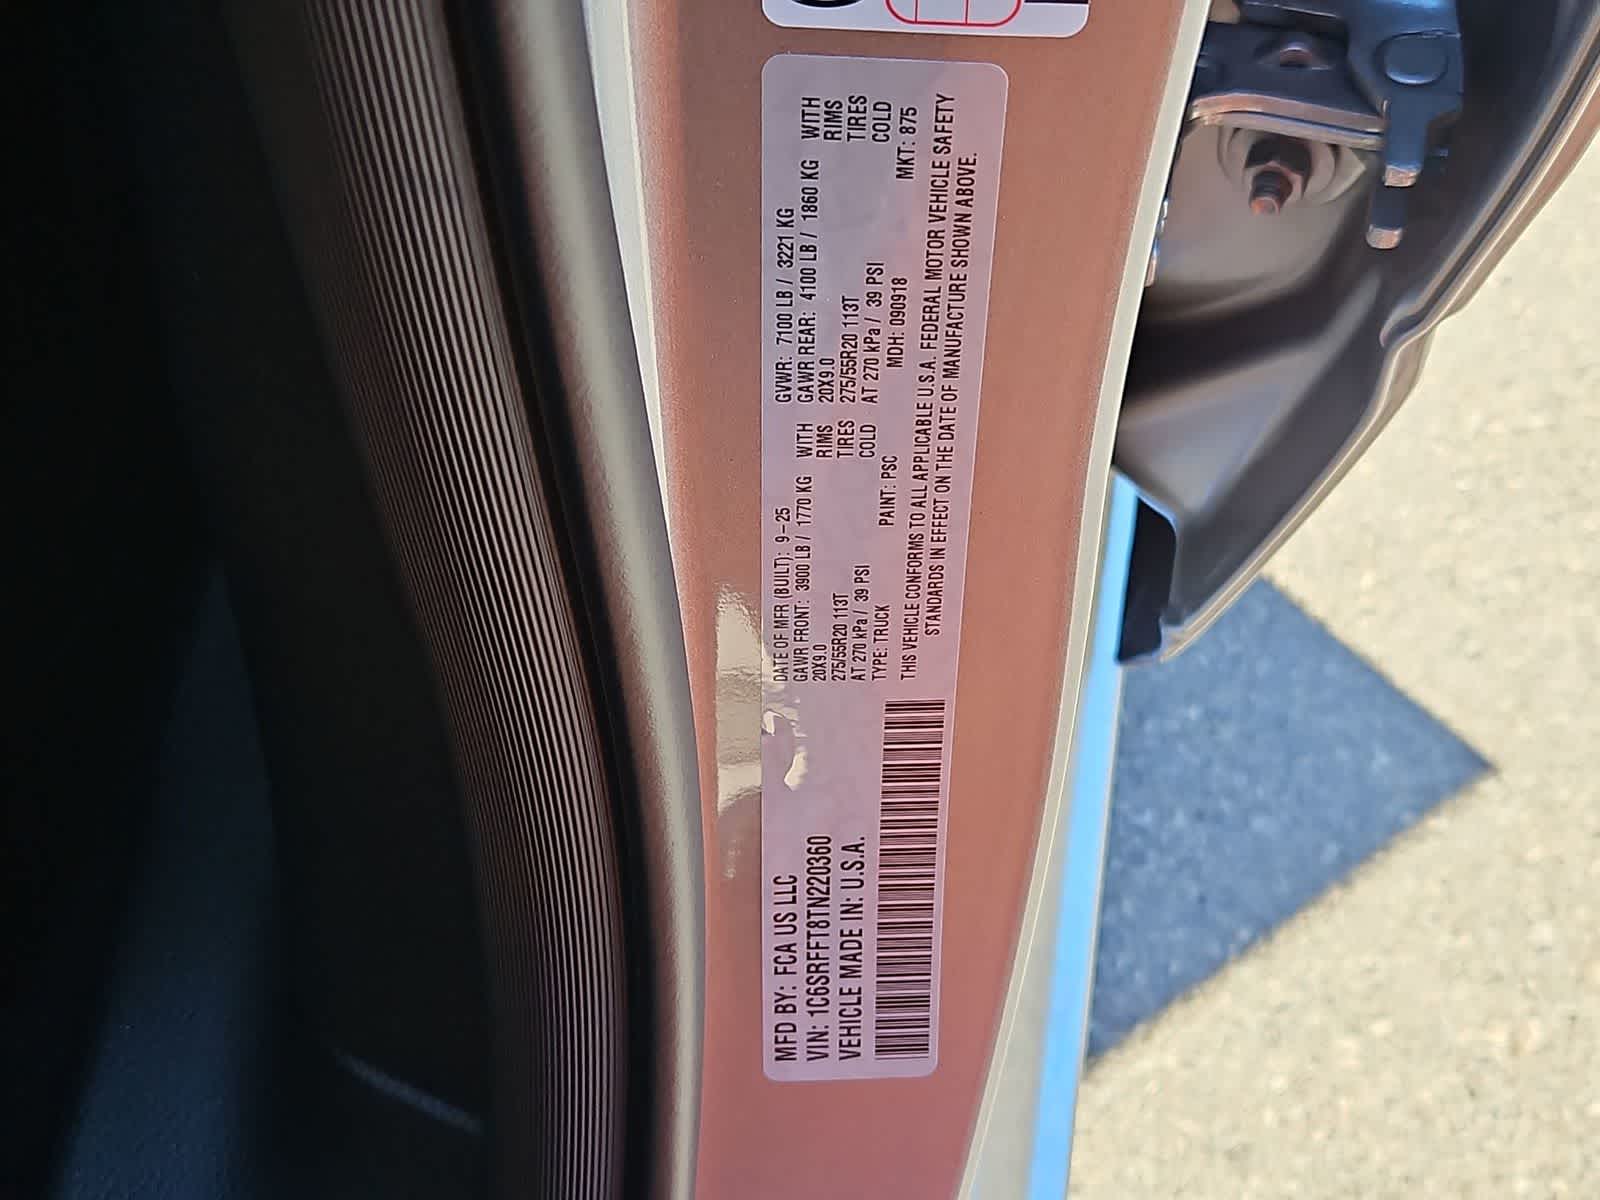 MFD BY: FCA US LLC
VIN: 1C6SRFFT8TN220360
VEHICLE MADE IN: U.S.A.
DATE OF MFR (BUILT): 9-25
GAWR FRONT: 3900 LB / 1770 KG WITH
20X9.0 RIMS
275/55R20 113T TIRES
AT 270 kPa / 39 PSI COLD
TYPE: TRUCK
PAINT: PSC
GVWR: 7100 LB / 3221 KG
GAWR REAR: 4100 LB / 1860 KG WITH
20X9.0 RIMS
275/55R20 113T TIRES
AT 270 kPa / 39 PSI COLD
MDH: 090918
MKT: 875
THIS VEHICLE CONFORMS TO ALL APPLICABLE U.S.A. FEDERAL MOTOR VEHICLE SAFETY
STANDARDS IN EFFECT ON THE DATE OF MANUFACTURE SHOWN ABOVE.